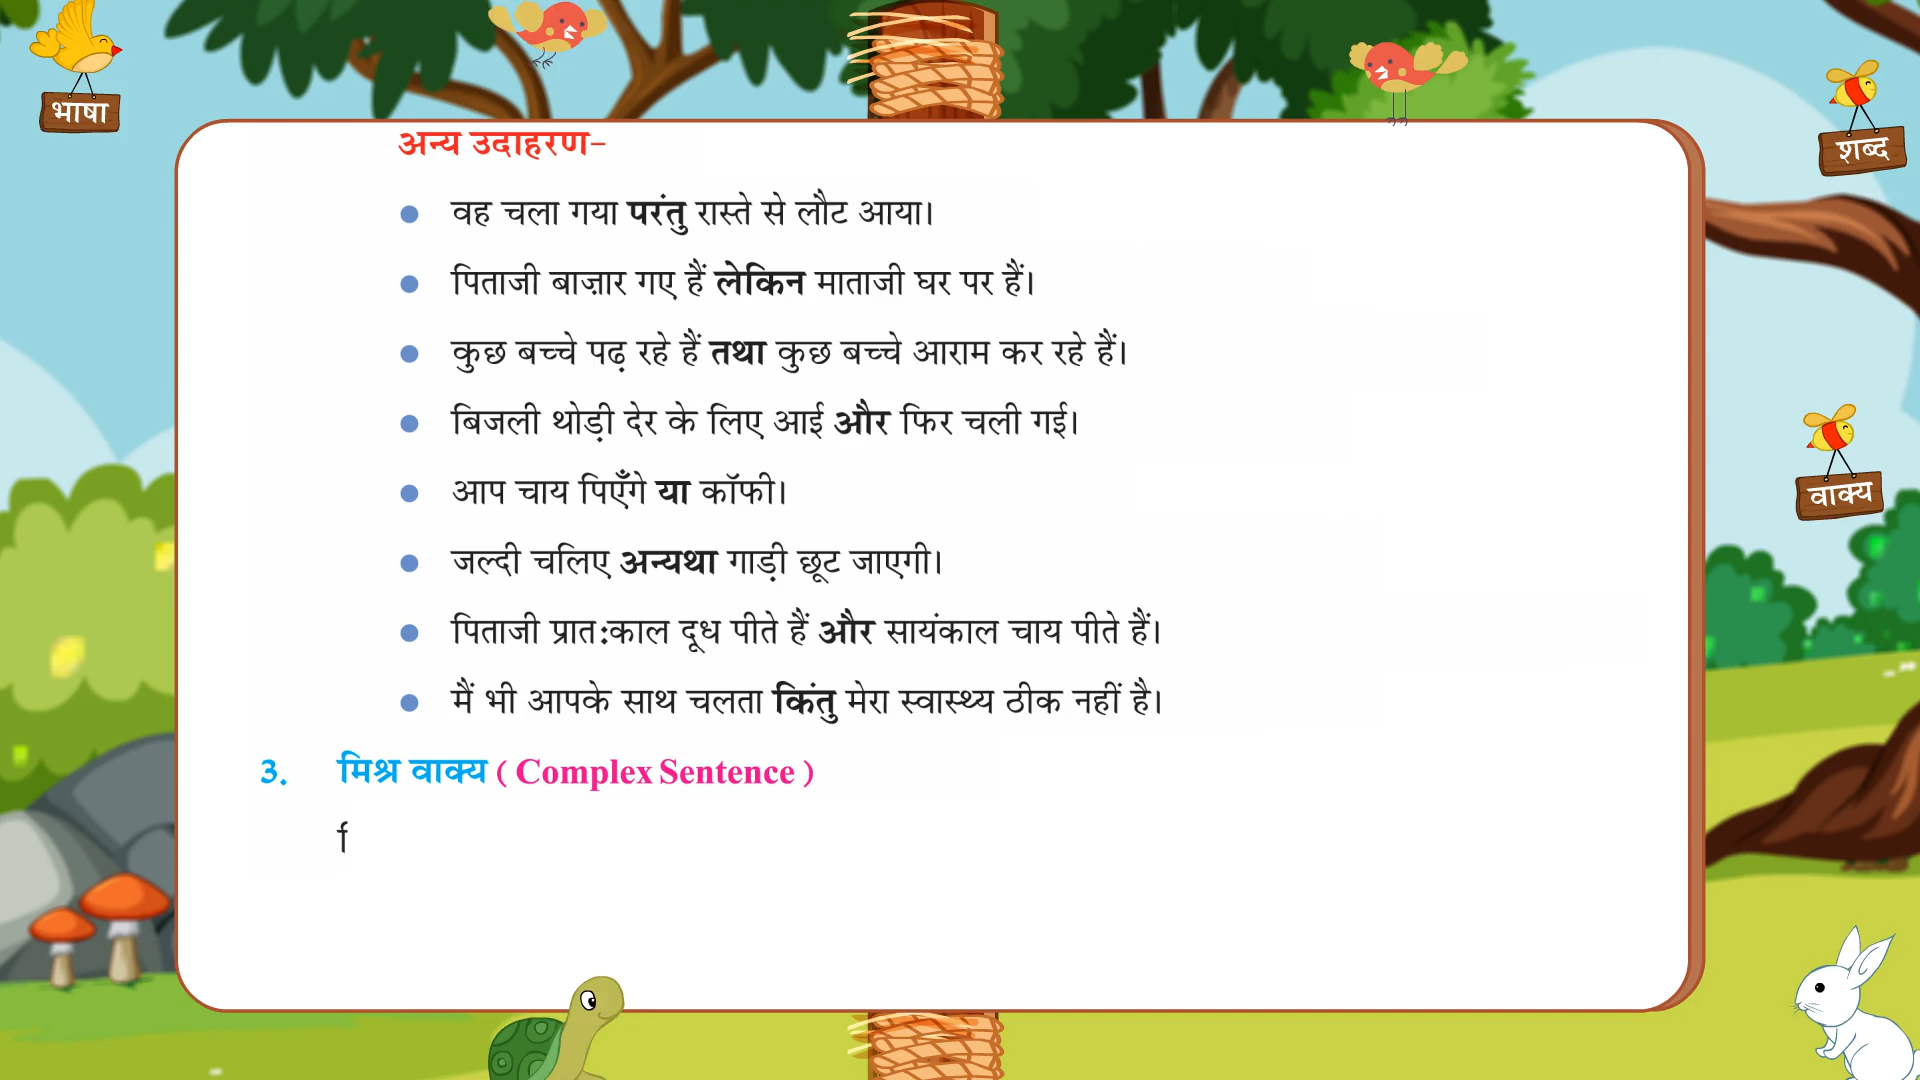 भाषा
शब्द
वाक्य
अन्य उदाहरण–
● वह चला गया परंतु रास्ते से लौट आया।
● पिताजी बाज़ार गए हैं लेकिन माताजी घर पर हैं।
● कुछ बच्चे पढ़ रहे हैं तथा कुछ बच्चे आराम कर रहे हैं।
● बिजली थोड़ी देर के लिए आई और फिर चली गई।
● आप चाय पिएँगे या कॉफी।
● जल्दी चलिए अन्यथा गाड़ी छूट जाएगी।
● पिताजी प्रातःकाल दूध पीते हैं और सायंकाल चाय पीते हैं।
● मैं भी आपके साथ चलता किंतु मेरा स्वास्थ्य ठीक नहीं है।
3. मिश्र वाक्य ( Complex Sentence )